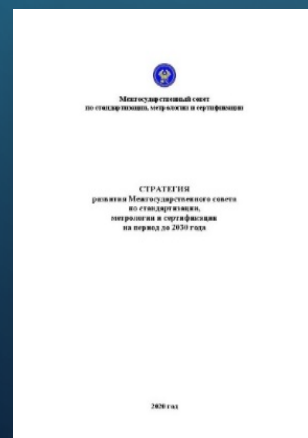 Межгосударственный совет
по стандартизации, метрологии и сертификации
СТРАТЕГИЯ
развития Межгосударственного совета
по стандартизации,
метрологии и сертификации
на период до 2030 года
2020 год